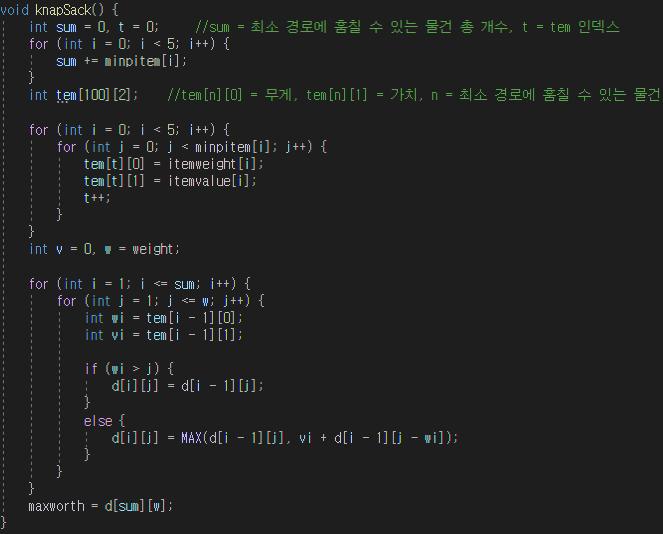 void knapSack() {
int sum = 0, t = 0; //sum = 최소 경로에 훔칠 수 있는 물건 총 개수, t = tem 인덱스
for (int i = 0; i < 5; i++) {
sum += minpitem[i];
}
int tem[100][2]; //tem[n][0] = 무게, tem[n][1] = 가치, n = 최소 경로에 훔칠 수 있는 물건
for (int i = 0; i < 5; i++) {
for (int j = 0; j < minpitem[i]; j++) {
tem[t][0] = itemweight[i];
tem[t][1] = itemvalue[i];
t++;
}
}
int v = 0, w = weight;
for (int i = 1; i <= sum; i++) {
for (int j = 1; j <= w; j++) {
int wi = tem[i - 1][0];
int vi = tem[i - 1][1];
if (wi > j) {
d[i][j] = d[i - 1][j];
}
else {
d[i][j] = MAX(d[i - 1][j], vi + d[i - 1][j - wi]);
}
}
}
maxworth = d[sum][w];
}